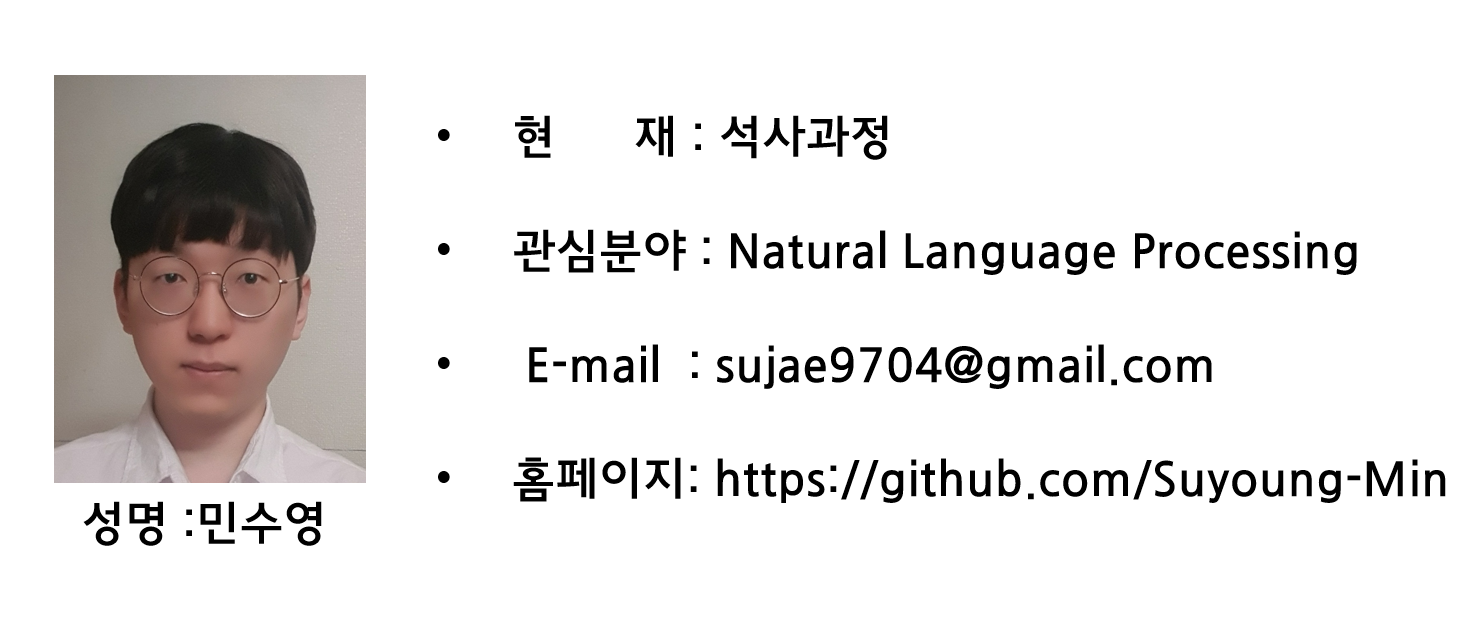 • 현 재 : 석사과정
• 관심분야 : Natural Language Processing
• E-mail : sujae9704@gmail.com
• 홈페이지: https://github.com/Suyoung-Min
성명 :민수영